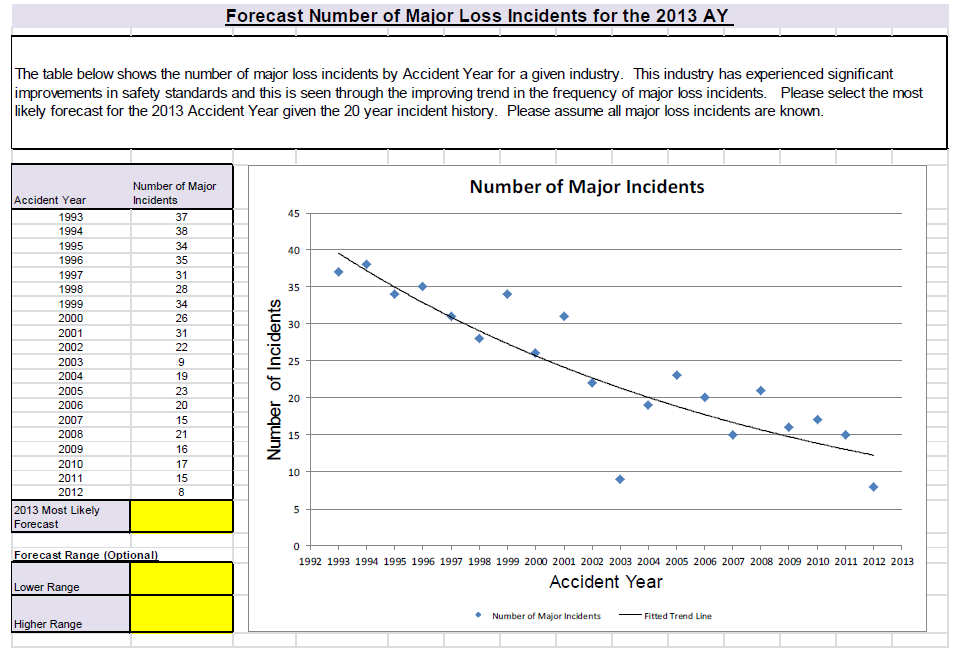 Forecast Number of Major Loss Incidents for the 2013 AY
The table below shows the number of major loss incidents by Accident Year for a given industry. This industry has experienced significant
improvements in safety standards and this is seen through the improving trend in the frequency of major loss incidents. Please select the most
likely forecast for the 2013 Accident Year given the 20 year incident history. Please assume all major loss incidents are known.
Accident Year Number of Major Incidents
1993 37
1994 38
1995 34
1996 35
1997 31
1998 28
1999 34
2000 26
2001 31
2002 22
2003 9
2004 19
2005 23
2006 20
2007 15
2008 21
2009 16
2010 17
2011 15
2012 8
2013 Most Likely
Forecast
Forecast Range (Optional)
Lower Range
Higher Range
Number of Major Incidents
Number of Incidents
45
40
35
30
25
20
15
10
5
0
1992 1993 1994 1995 1996 1997 1998 1999 2000 2001 2002 2003 2004 2005 2006 2007 2008 2009 2010 2011 2012 2013
Accident Year
Number of Major Incidents Fitted Trend Line